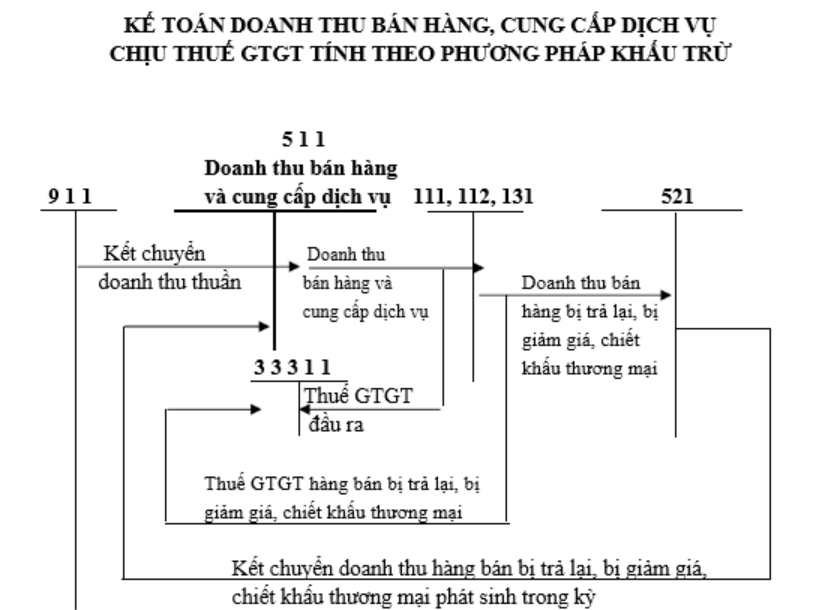 KẾ TOÁN DOANH THU BÁN HÀNG, CUNG CẤP DỊCH VỤ
CHỊU THUẾ GTGT TÍNH THEO PHƯƠNG PHÁP KHẤU TRỪ
5 1 1
Doanh thu bán hàng
và cung cấp dịch vụ
9 1 1
111, 112, 131
521
Kết chuyển
doanh thu thuần
Doanh thu
bán hàng và
cung cấp dịch vụ
Doanh thu bán
hàng bị trả lại, bị
giảm giá, chiết
khấu thương mại
3 3 3 1 1
Thuế GTGT
đầu ra
Thuế GTGT hàng bán bị trả lại, bị
giảm giá, chiết khấu thương mại
Kết chuyển doanh thu hàng bán bị trả lại, bị giảm giá,
chiết khấu thương mại phát sinh trong kỳ